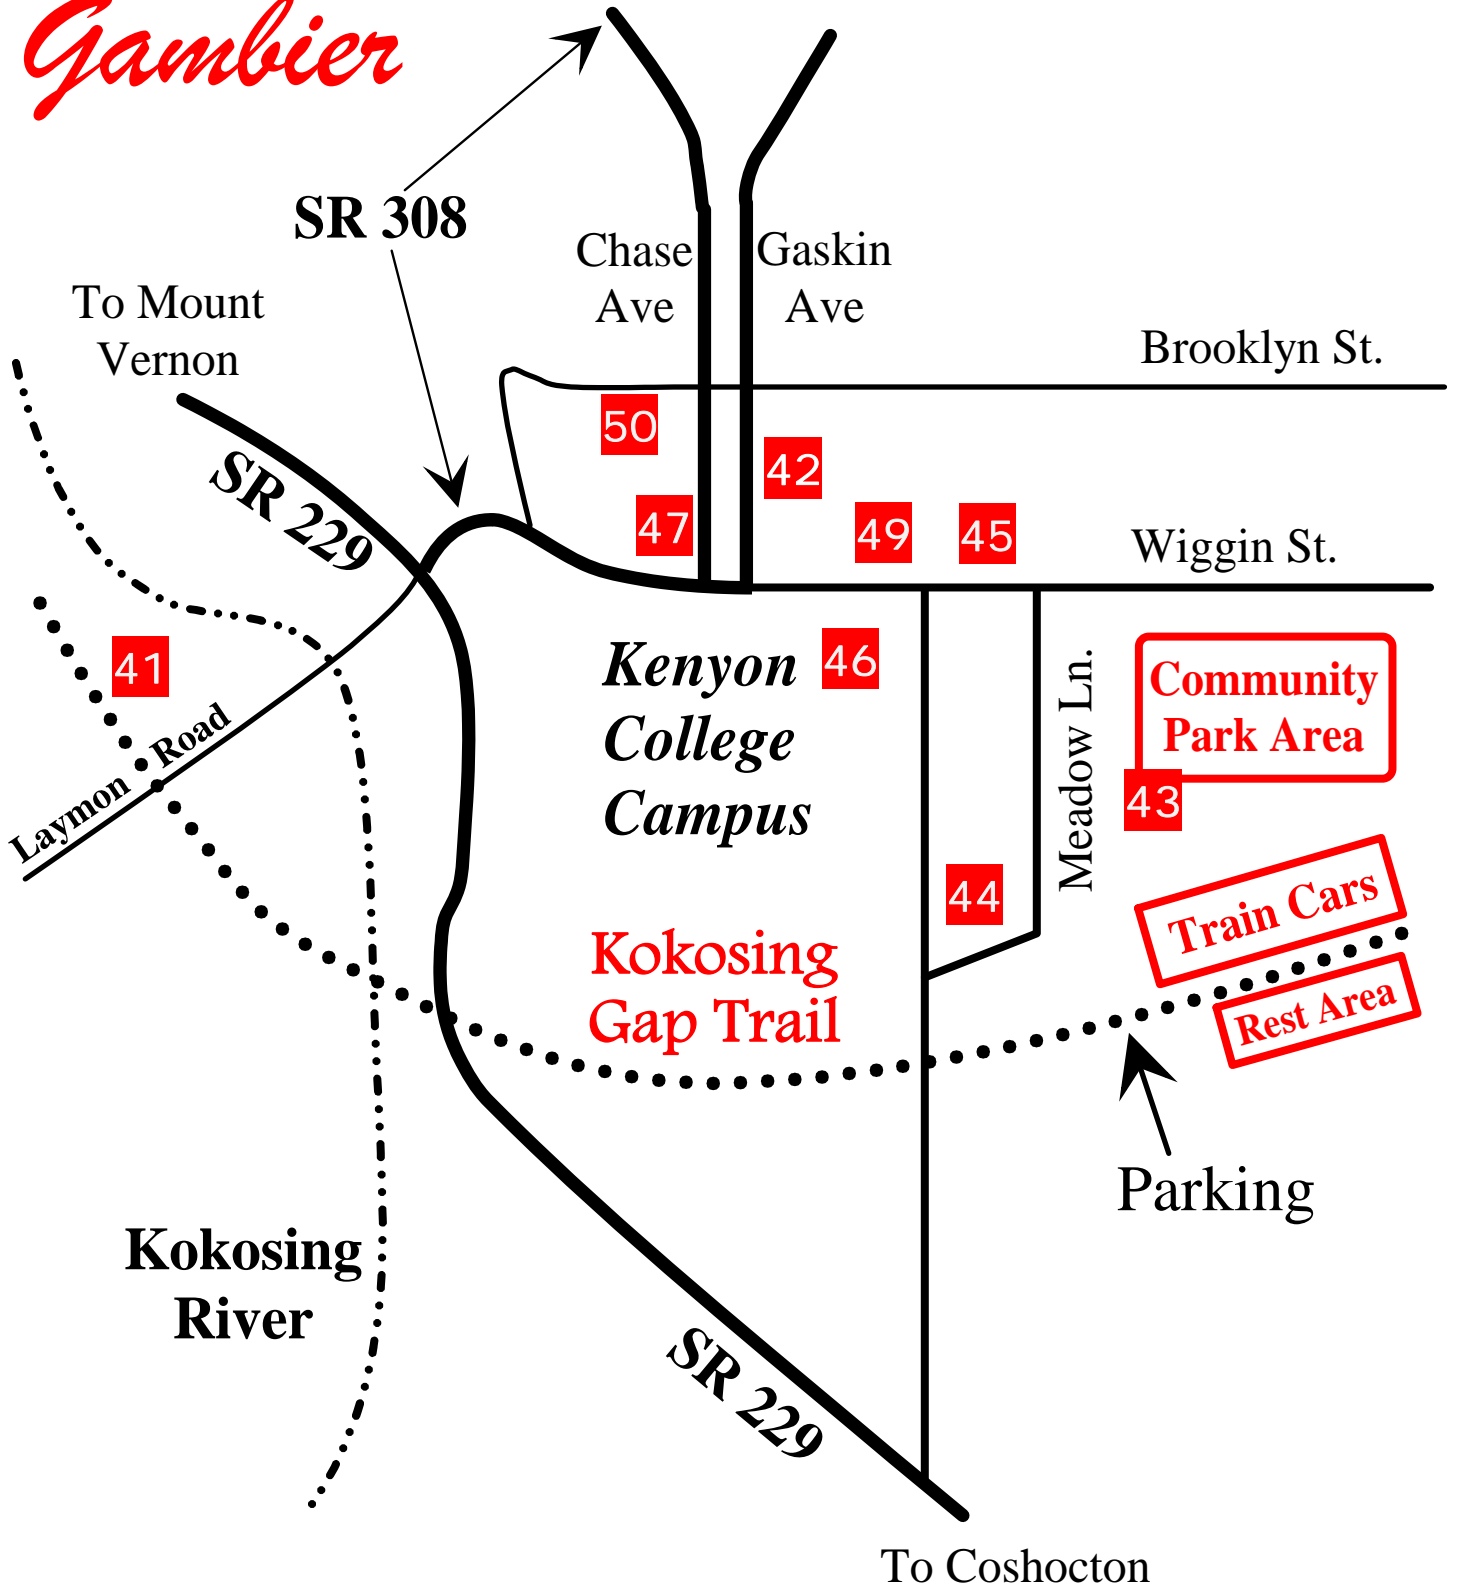 Gambier
SR 308
Chase
Ave
Gaskin
Ave
To Mount
Vernon
Brooklyn St.
50
42
SR 229
47
49
45
Wiggin St.
41
Kenyon
College
Campus
46
Community
Park Area
Meadow Ln.
43
Laymon Road
44
Train Cars
Kokosing
Gap Trail
Rest Area
Parking
Kokosing
River
SR 229
To Coshocton